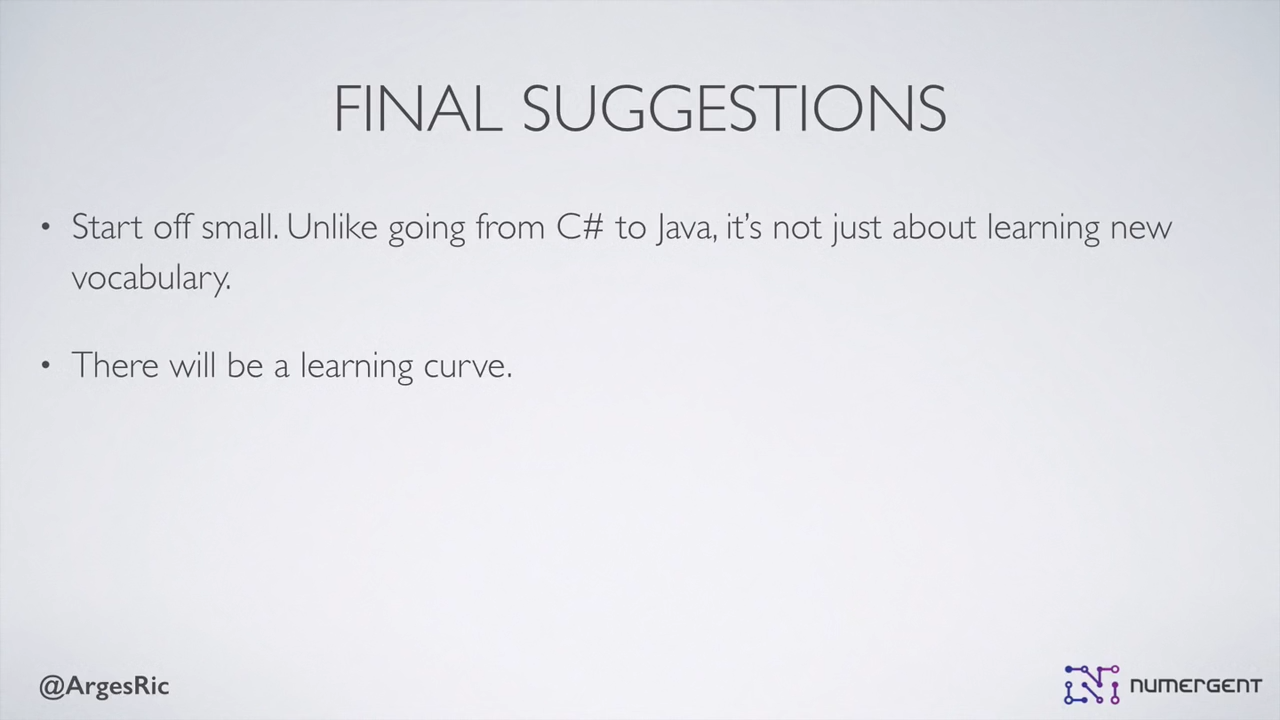 FINAL SUGGESTIONS
• Start off small. Unlike going from C# to Java, it’s not just about learning new
vocabulary.
• There will be a learning curve.
@ArgesRic
NUMERGENT